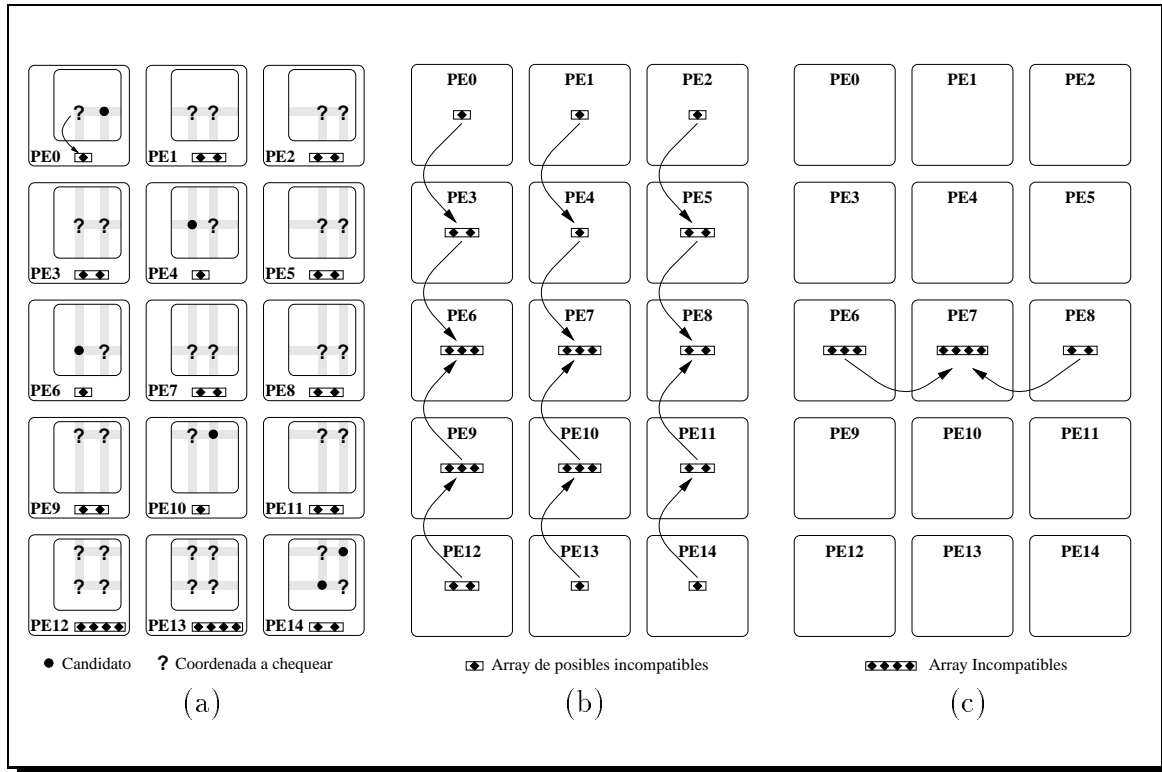 ? ? ? ? ? ?
PE0 PE1 PE2
? ? ? ? ?
PE3 PE4 PE5
? ? ? ? ?
PE6 PE7 PE8
? ? ? ? ?
PE9 PE10 PE11
? ? ? ? ?
? ? ? ? ?
PE12 PE13 PE14
Candidato ? Coordenada a chequear
(a)
PE0 PE1 PE2
PE3 PE4 PE5
PE6 PE7 PE8
PE9 PE10 PE11
PE12 PE13 PE14
Array de posibles incompatibles
(b)
PE0 PE1 PE2
PE3 PE4 PE5
PE6 PE7 PE8
PE9 PE10 PE11
PE12 PE13 PE14
Array Incompatibles
(c)